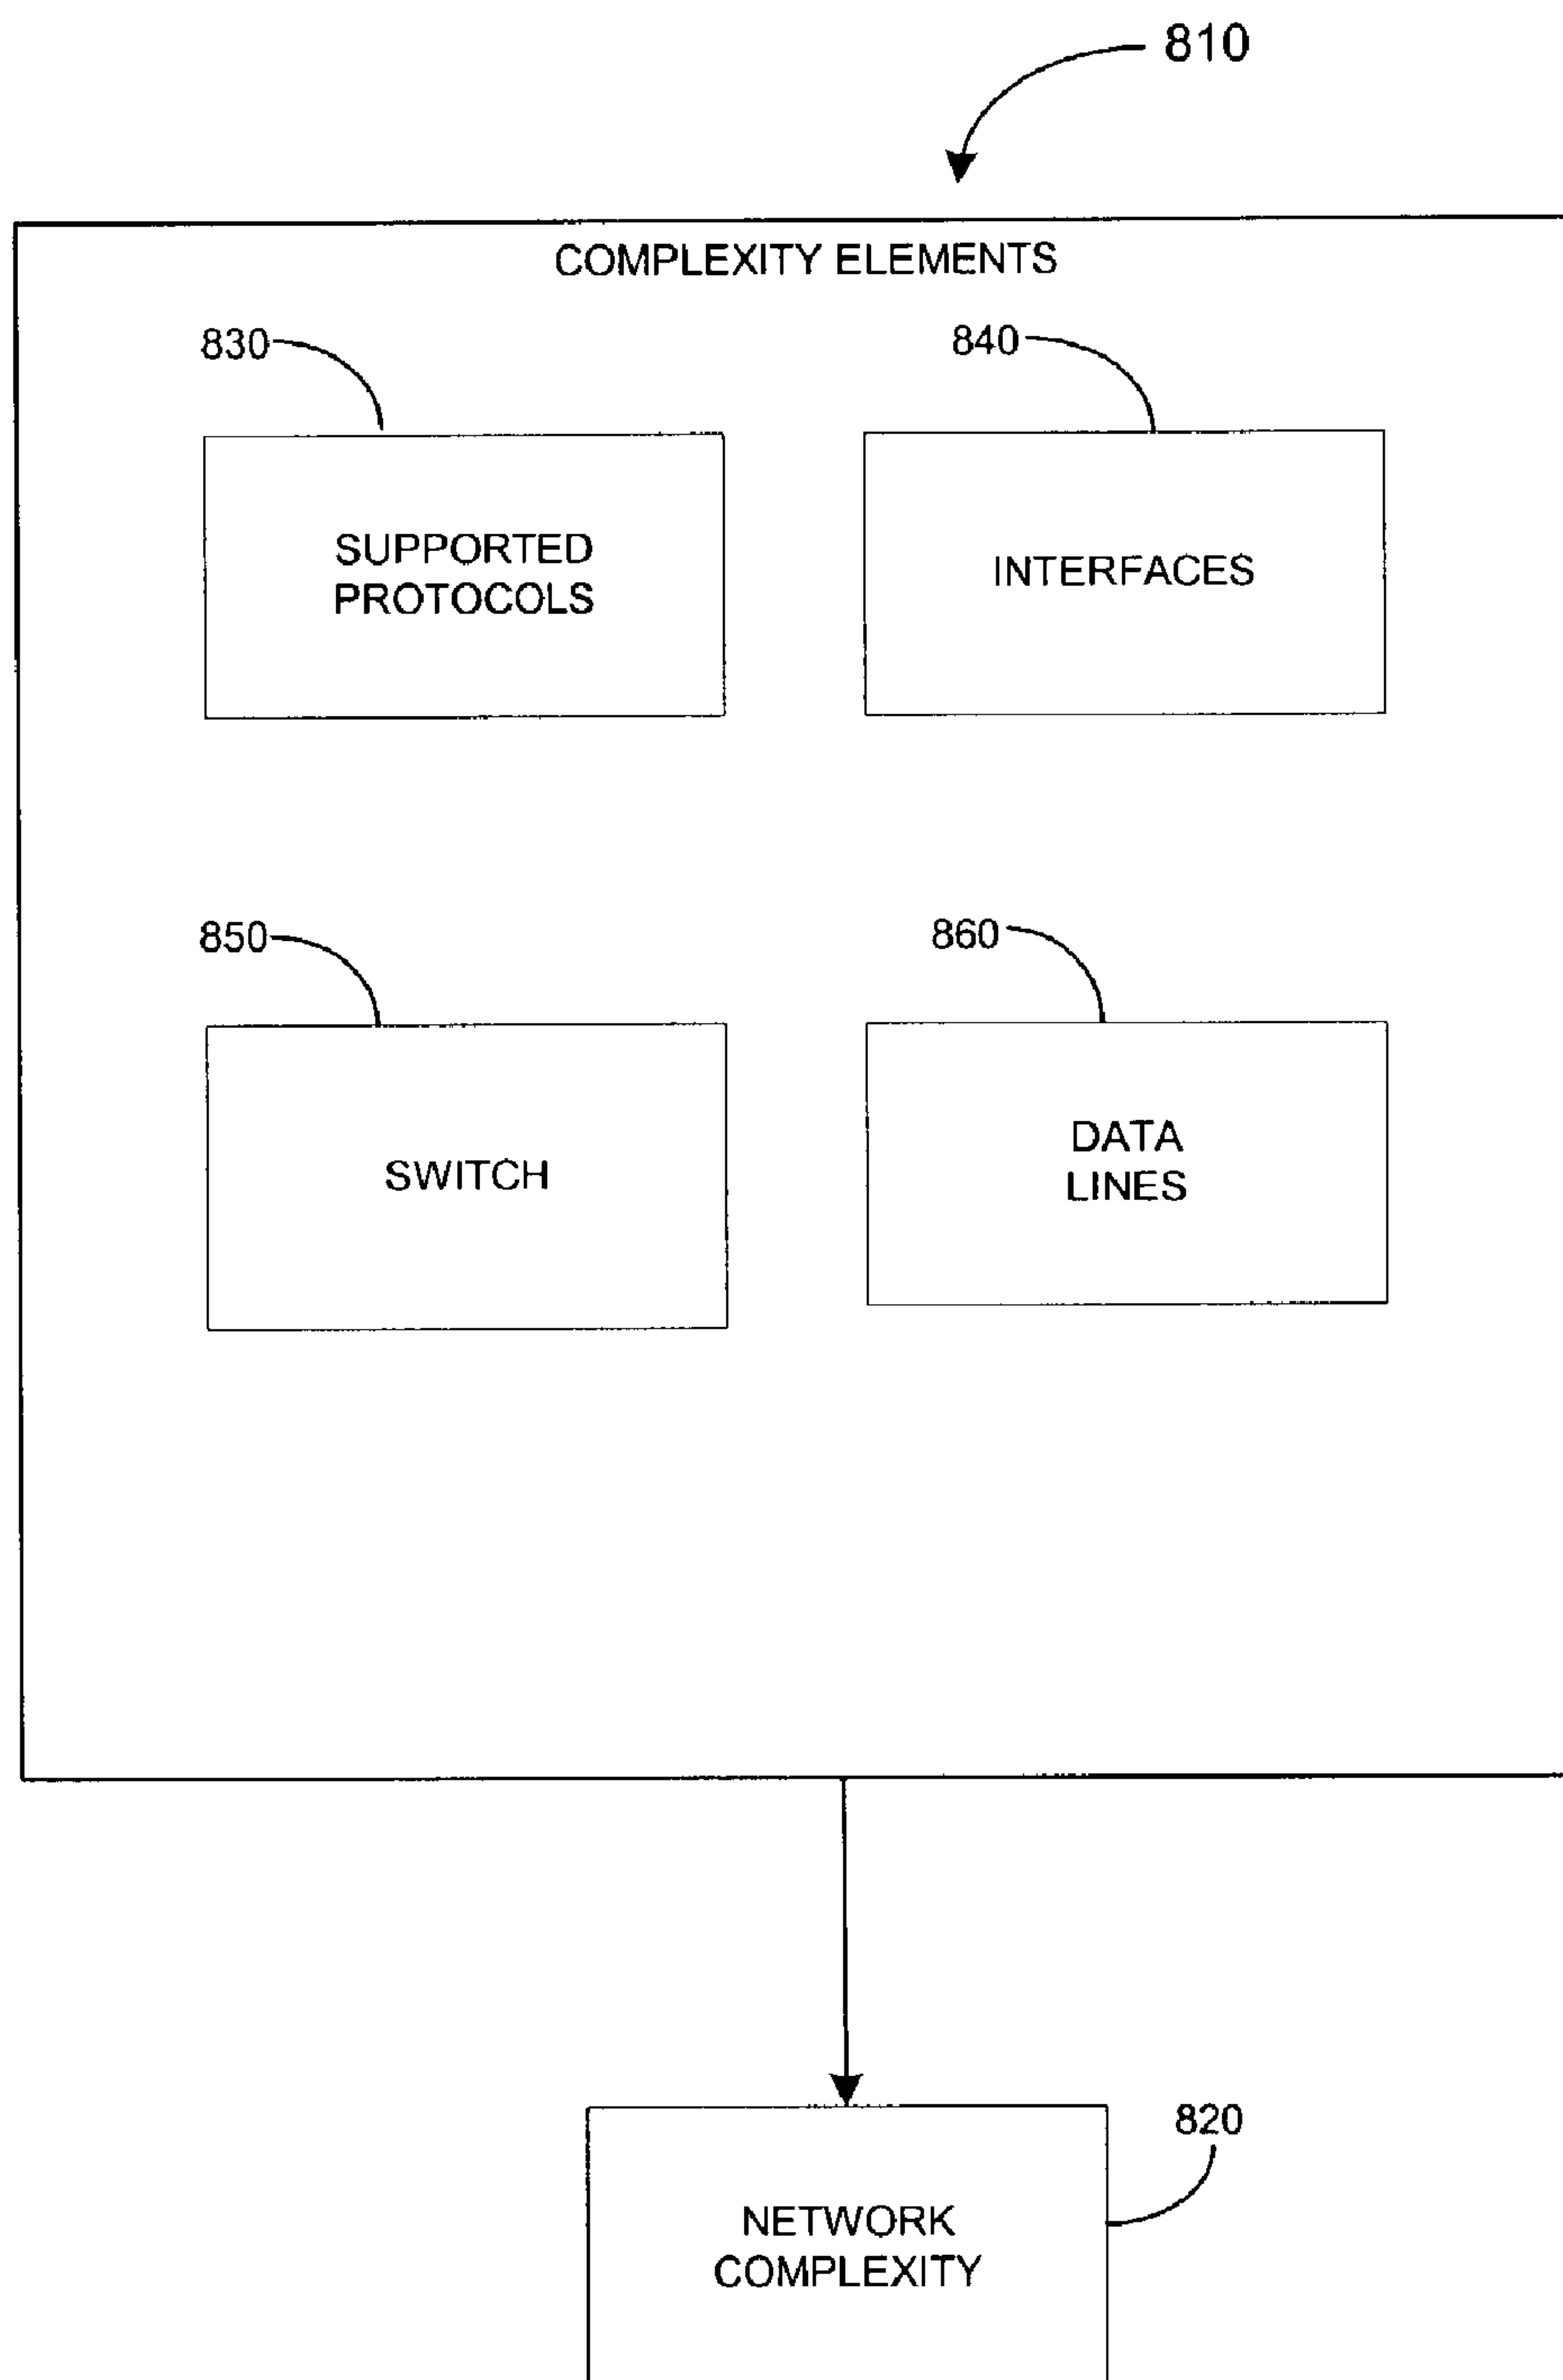 810
COMPLEXITY ELEMENTS
830
840
SUPPORTED
PROTOCOLS
INTERFACES
850
860
SWITCH
DATA
LINES
820
NETWORK
COMPLEXITY